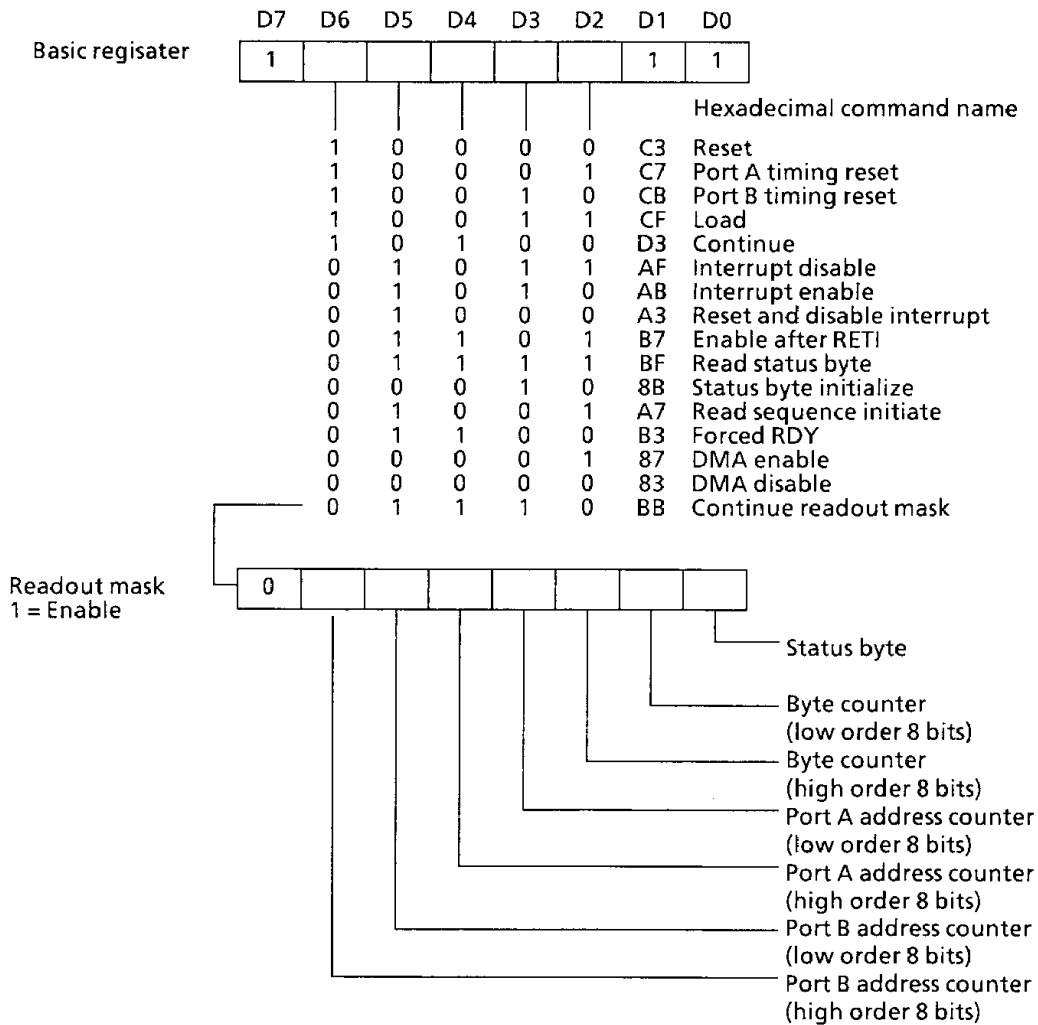 D7 D6 D5 D4 D3 D2 D1 D0
Basic regisater 1 1 1
Hexadecimal command name
1 0 0 0 0 C3 Reset
1 0 0 0 1 C7 Port A timing reset
1 0 0 1 0 CB Port B timing reset
1 0 0 1 1 CF Load
1 0 1 0 0 D3 Continue
0 1 0 1 1 AF Interrupt disable
0 1 0 1 0 AB Interrupt enable
0 1 0 0 0 A3 Reset and disable interrupt
0 1 1 0 1 B7 Enable after RETI
0 1 1 1 1 BF Read status byte
0 0 0 1 0 8B Status byte initialize
0 1 0 0 1 A7 Read sequence initiate
0 1 1 0 0 B3 Forced RDY
0 0 0 0 1 87 DMA enable
0 0 0 0 0 83 DMA disable
0 1 1 1 0 BB Continue readout mask
Readout mask 0
1 = Enable
Status byte
Byte counter
(low order 8 bits)
Byte counter
(high order 8 bits)
Port A address counter
(low order 8 bits)
Port A address counter
(high order 8 bits)
Port B address counter
(low order 8 bits)
Port B address counter
(high order 8 bits)